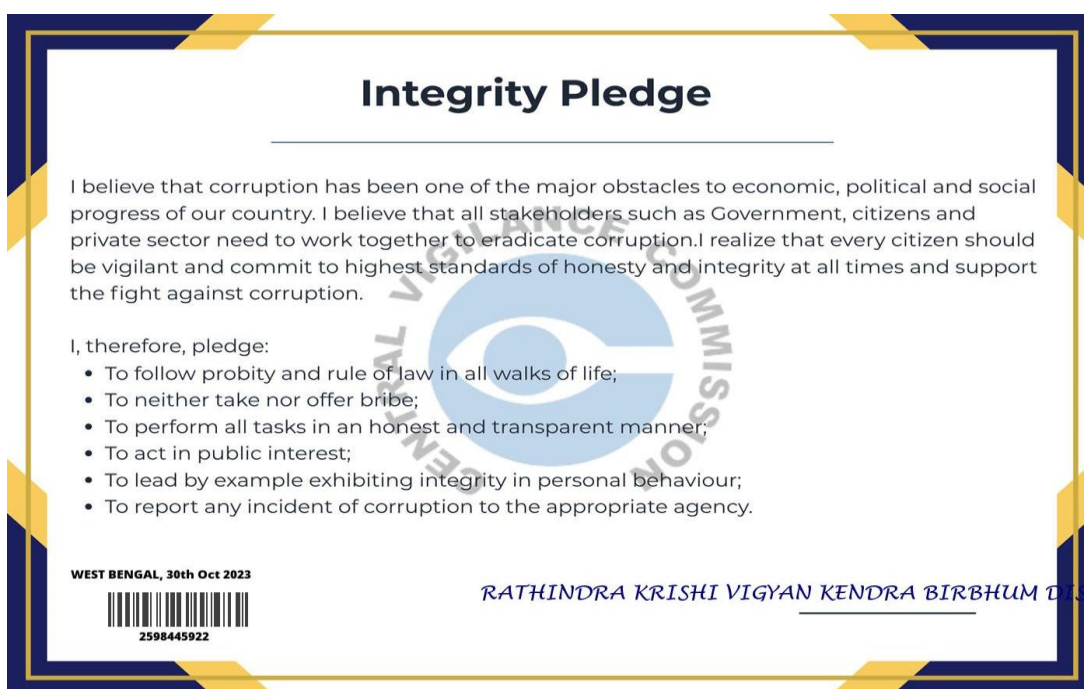 Integrity Pledge
I believe that corruption has been one of the major obstacles to economic, political and social
progress of our country. I believe that all stakeholders such as Government, citizens and
private sector need to work together to eradicate corruption.I realize that every citizen should
be vigilant and commit to highest standards of honesty and integrity at all times and support
the fight against corruption.
I, therefore, pledge:
• To follow probity and rule of law in all walks of life;
• To neither take nor offer bribe;
• To perform all tasks in an honest and transparent manner;
• To act in public interest;
• To lead by example exhibiting integrity in personal behaviour;
• To report any incident of corruption to the appropriate agency.
CENTRAL VIGILANCE COMMISSION
WEST BENGAL, 30th Oct 2023
2598445922
RATHINDRA KRISHI VIGYAN KENDRA BIRBHUM DIS